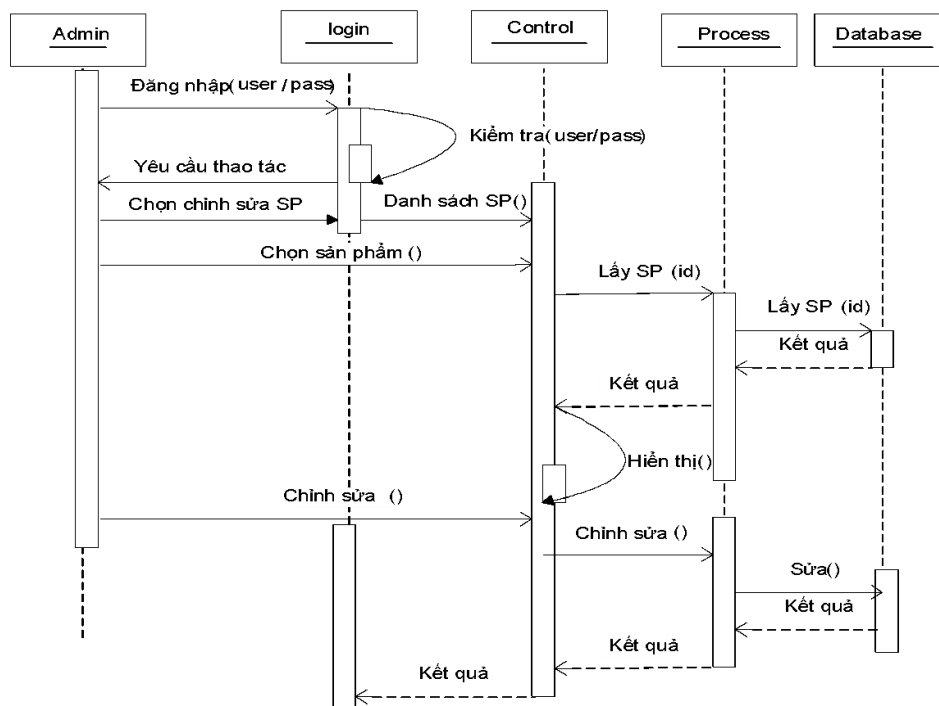 Admin
login
Control
Process
Database
Đăng nhập(user / pass)
Kiểm tra(user/pass)
Yêu cầu thao tác
Chọn chỉnh sửa SP
Danh sách SP()
Chọn sản phẩm ()
Lấy SP (id)
Lấy SP (id)
Kết quả
Kết quả
Hiển thị()
Chỉnh sửa ()
Chỉnh sửa ()
Sửa()
Kết quả
Kết quả
Kết quả